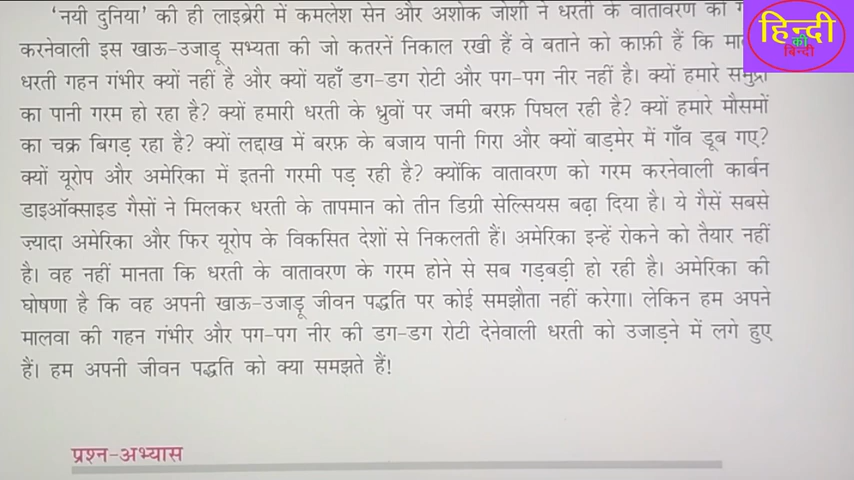 'नयी दुनिया' की ही लाइब्रेरी में कमलेश सेन और अशोक जोशी ने धरती के वातावरण को
करनेवाली इस खाऊ-उजाड़ू सभ्यता की जो कतरनें निकाल रखी हैं वे बताने को काफ़ी हैं कि
धरती गहन गंभीर क्यों नहीं है और क्यों यहाँ डग-डग रोटी और पग-पग नीर नहीं है। क्यों हमारे समुद्रों
का पानी गरम हो रहा है? क्यों हमारी धरती के ध्रुवों पर जमी बरफ़ पिघल रही है? क्यों हमारे मौसमों
का चक्र बिगड़ रहा है? क्यों लद्दाख में बरफ़ के बजाय पानी गिरा और क्यों बाड़मेर में गाँव डूब गए?
क्यों यूरोप और अमेरिका में इतनी गरमी पड़ रही है? क्योंकि वातावरण को गरम करनेवाली कार्बन
डाइऑक्साइड गैसों ने मिलकर धरती के तापमान को तीन डिग्री सेल्सियस बढ़ा दिया है। ये गैसें सबसे
ज़्यादा अमेरिका और फिर यूरोप के विकसित देशों से निकलती हैं। अमेरिका इन्हें रोकने को तैयार नहीं
है। वह नहीं मानता कि धरती के वातावरण के गरम होने से सब गड़बड़ी हो रही है। अमेरिका की
घोषणा है कि वह अपनी खाऊ-उजाड़ू जीवन पद्धति पर कोई समझौता नहीं करेगा। लेकिन हम अपने
मालवा की गहन गंभीर और पग-पग नीर की डग-डग रोटी देनेवाली धरती को उजाड़ने में लगे हुए
हैं। हम अपनी जीवन पद्धति को क्या समझते हैं!
प्रश्न-अभ्यास
हिन्दी
की
बिन्दी